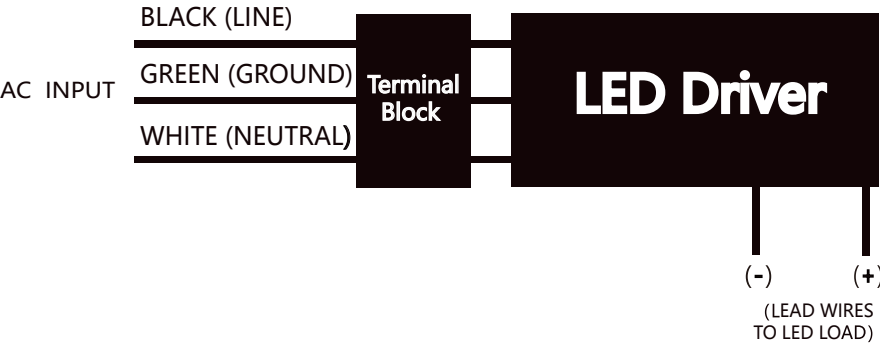 BLACK (LINE)
GREEN (GROUND)
AC INPUT
WHITE (NEUTRAL)
Terminal
Block
LED Driver
(-)
(+)
(LEAD WIRES
TO LED LOAD)